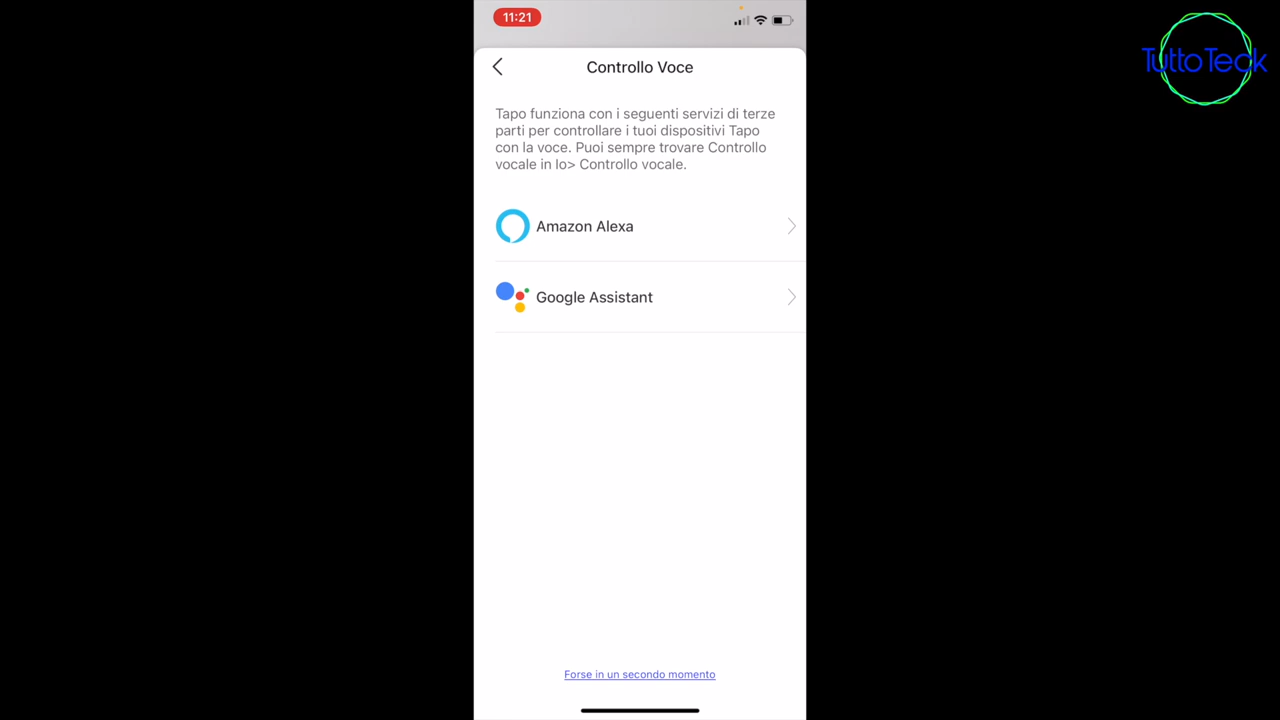 11:21
TuttoTeck
Controllo Voce
Tapo funziona con i seguenti servizi di terze
parti per controllare i tuoi dispositivi Tapo
con la voce. Puoi sempre trovare Controllo
vocale in Io> Controllo vocale.
Amazon Alexa
Google Assistant
Forse in un secondo momento